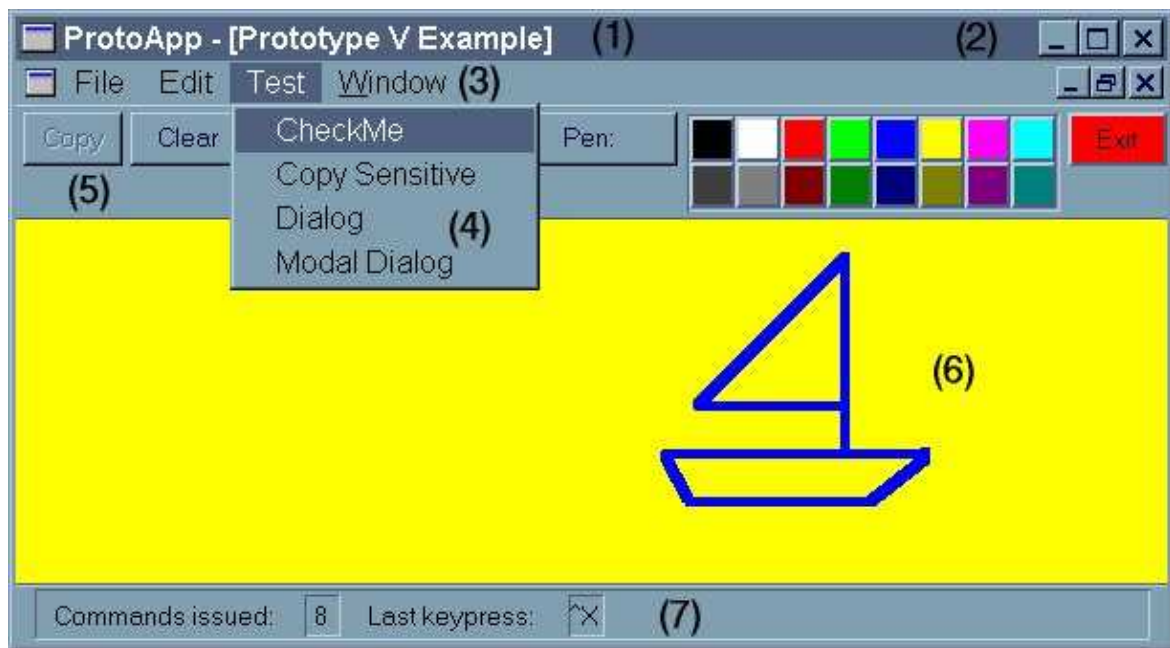 ProtoApp - [Prototype V Example] (1) (2)
File Edit Test Window (3)
Copy Clear Pen: Exit
(5)
CheckMe
Copy Sensitive
Dialog (4)
Modal Dialog
(6)
Commands issued: 8 Last keypress: ^X (7)